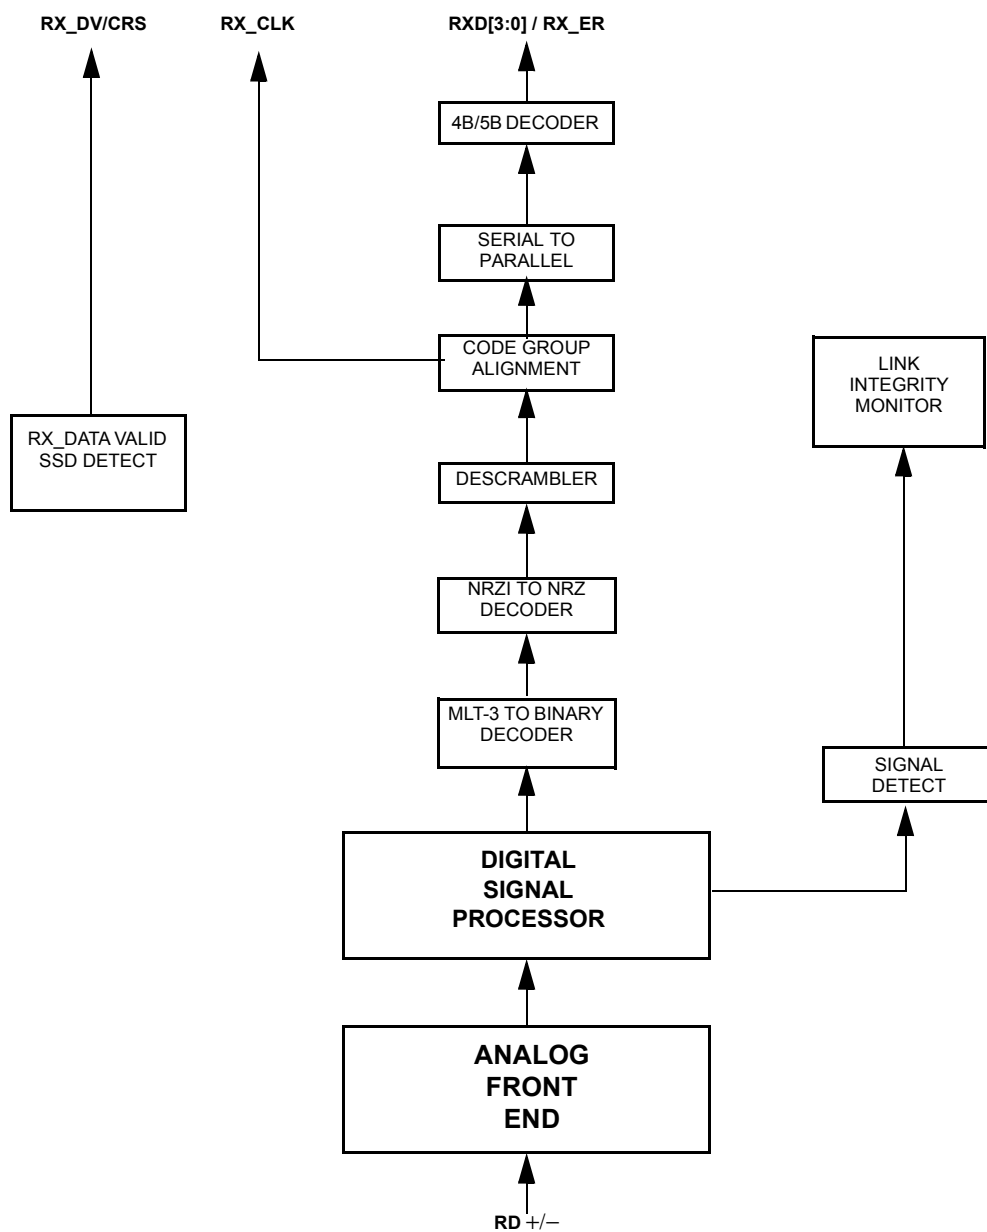 RX_DV/CRS
RX_CLK
RXD[3:0] / RX_ER
4B/5B DECODER
SERIAL TO
PARALLEL
CODE GROUP
ALIGNMENT
LINK
INTEGRITY
MONITOR
RX_DATA VALID
SSD DETECT
DESCRAMBLER
NRZI TO NRZ
DECODER
MLT-3 TO BINARY
DECODER
SIGNAL
DETECT
DIGITAL
SIGNAL
PROCESSOR
ANALOG
FRONT
END
RD +/−